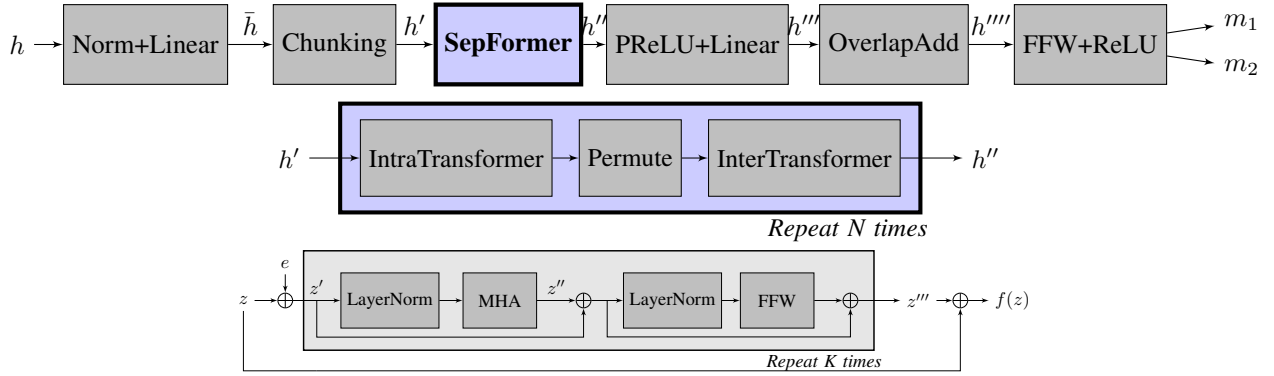 h Norm+Linear h̄ Chunking h′ SepFormer h′′ PReLU+Linear h′′′ OverlapAdd h′′′′ FFW+ReLU m₁
m₂
h′ IntraTransformer Permute InterTransformer h′′
Repeat N times
e
z z′ LayerNorm MHA z′′ LayerNorm FFW z′′′ f(z)
Repeat K times